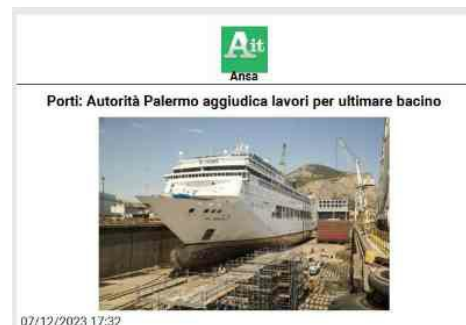 Ait
Ansa
Porti: Autorità Palermo aggiudica lavori per ultimare bacino
07/12/2023 17:32